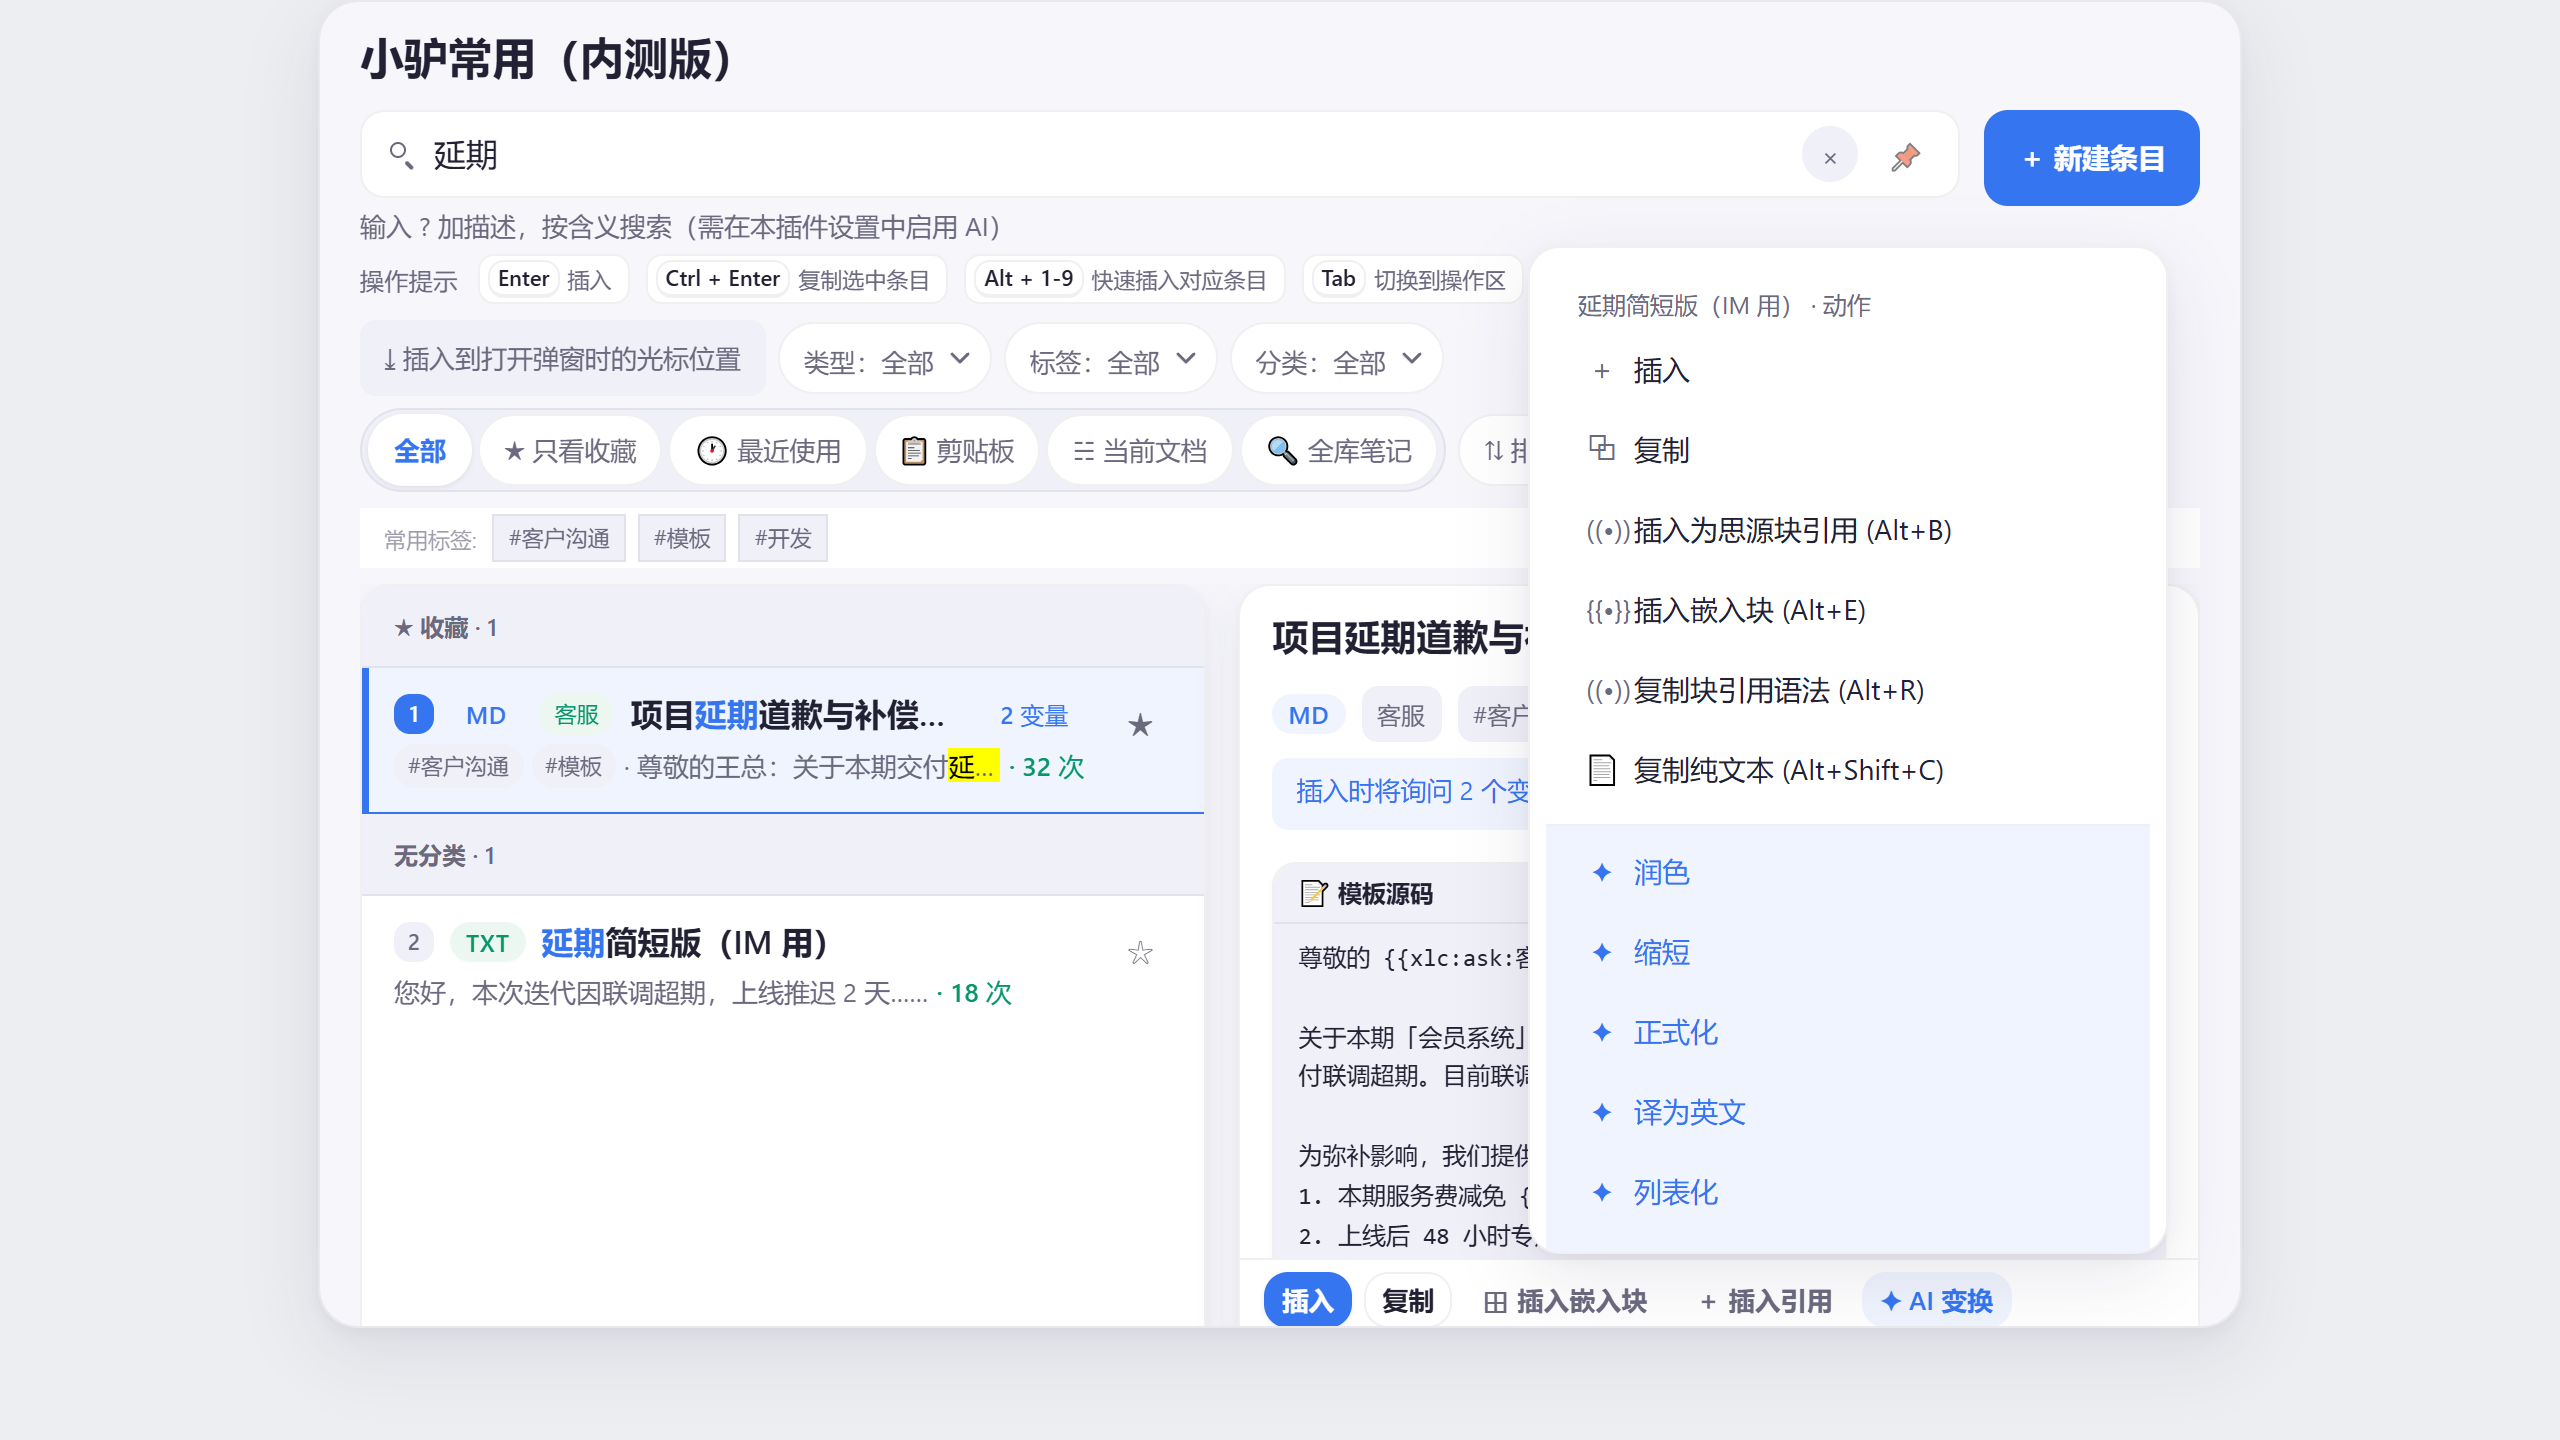 小驴常用（内测版）
延期
× 
+ 新建条目
输入 ? 加描述，按含义搜索（需在本插件设置中启用 AI）
操作提示 Enter 插入 Ctrl + Enter 复制选中条目 Alt + 1-9 快速插入对应条目 Tab 切换到操作区
↓插入到打开弹窗时的光标位置 类型：全部 标签：全部 分类：全部
全部 ★ 只看收藏 最近使用 剪贴板 ☵ 当前文档 全库笔记 ⇅
常用标签: #客户沟通 #模板 #开发
★ 收藏 · 1
1 MD 客服 项目延期道歉与补偿... 2 变量 ★
#客户沟通 #模板 · 尊敬的王总：关于本期交付延... · 32 次
无分类 · 1
2 TXT 延期简短版（IM 用） ☆
您好，本次迭代因联调超期，上线推迟 2 天...... · 18 次
项目延期道歉与
MD 客服 #客户
插入时将询问 2 个变
模板源码
尊敬的 {{xlc:ask:客
关于本期「会员系统」
付联调超期。目前联调
为弥补影响，我们提供
1. 本期服务费减免 {
2. 上线后 48 小时专
插入 复制 田 插入嵌入块 + 插入引用 ✦ AI 变换
延期简短版（IM 用） · 动作
+ 插入
复制
((•)) 插入为思源块引用 (Alt+B)
{{•}} 插入嵌入块 (Alt+E)
((•)) 复制块引用语法 (Alt+R)
复制纯文本 (Alt+Shift+C)
✦ 润色
✦ 缩短
✦ 正式化
✦ 译为英文
✦ 列表化